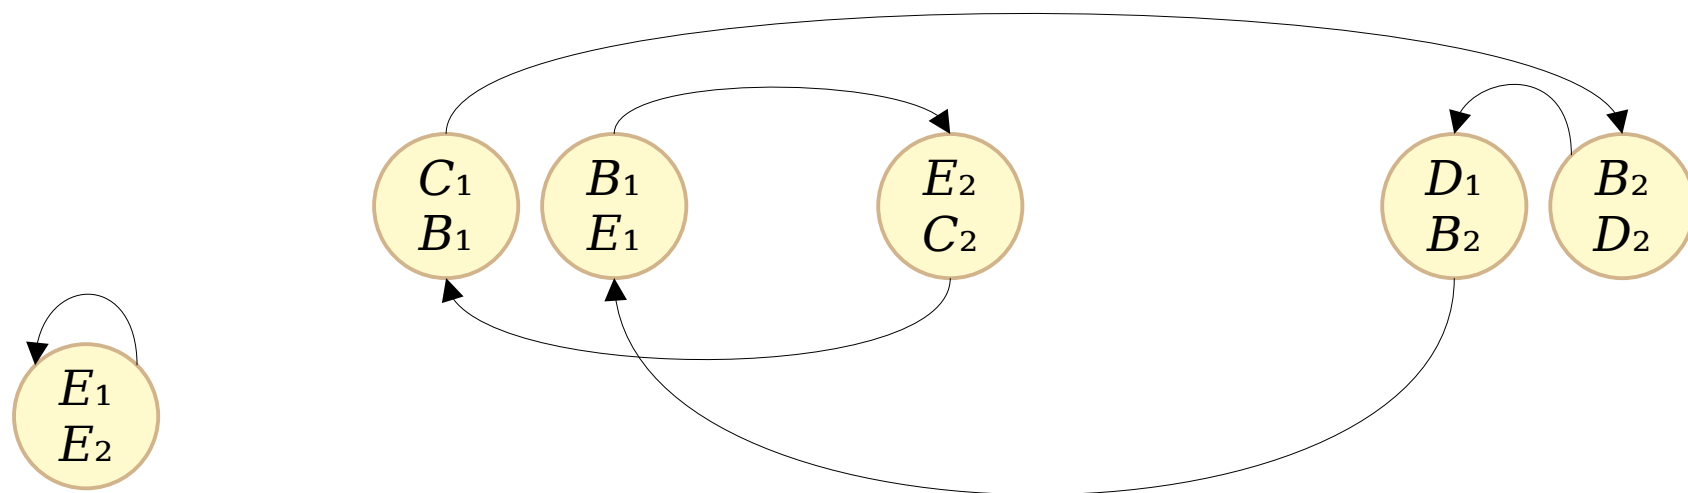 C₁
B₁
B₁
E₁
E₂
C₂
D₁
B₂
B₂
D₂
E₁
E₂